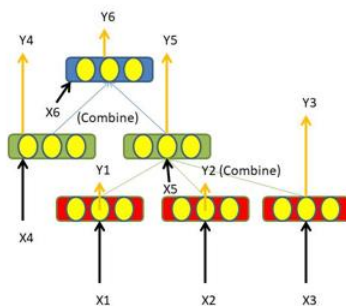 Y6
Y4
Y5
X6
(Combine)
Y3
Y1
Y2 (Combine)
X5
X4
X1
X2
X3